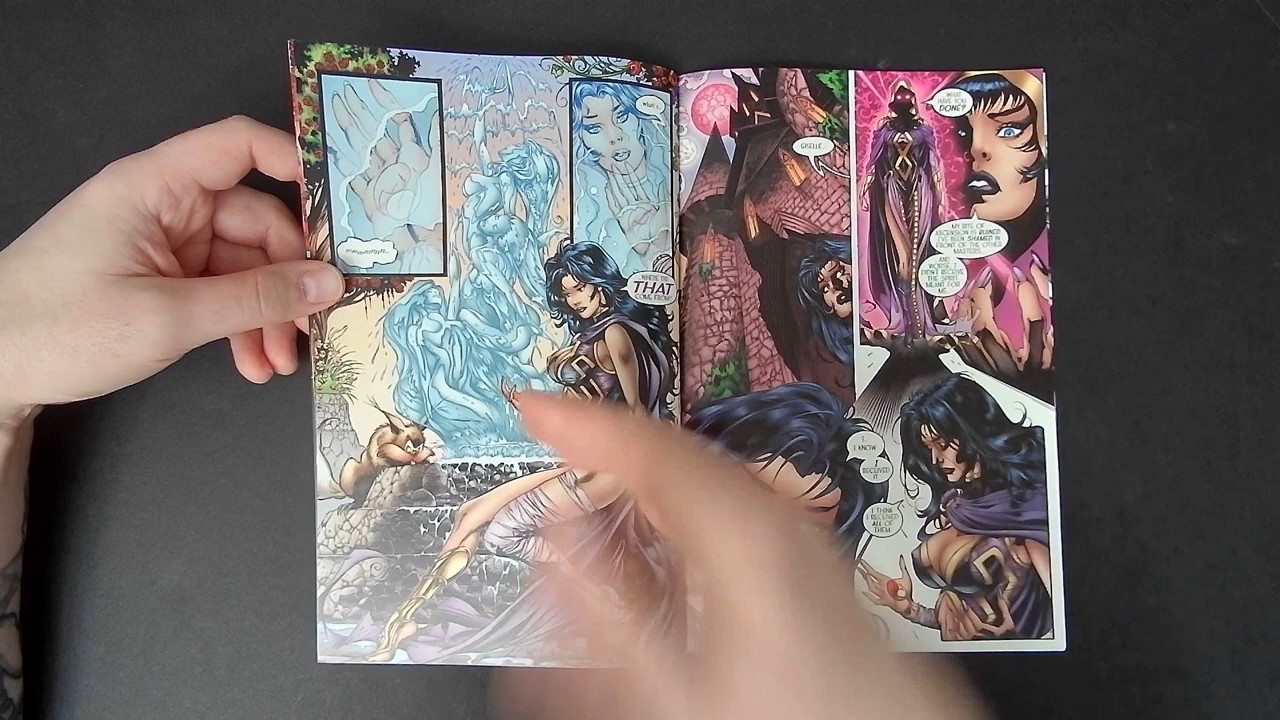 WHAT'S
WHERE DID
THAT
COME FROM?
GISELLE...
WHAT
HAVE YOU
DONE?
MY RITE OF
ASCENSION IS RUINED.
I'VE BEEN SHAMED IN
FRONT OF THE OTHER
MASTERS.
AND
WORSE, I
DIDN'T RECEIVE
THE SPIRIT
MEANT FOR
ME.
I...
I KNOW
I
RECEIVED
IT.
I THINK
I RECEIVED
ALL OF
THEM.